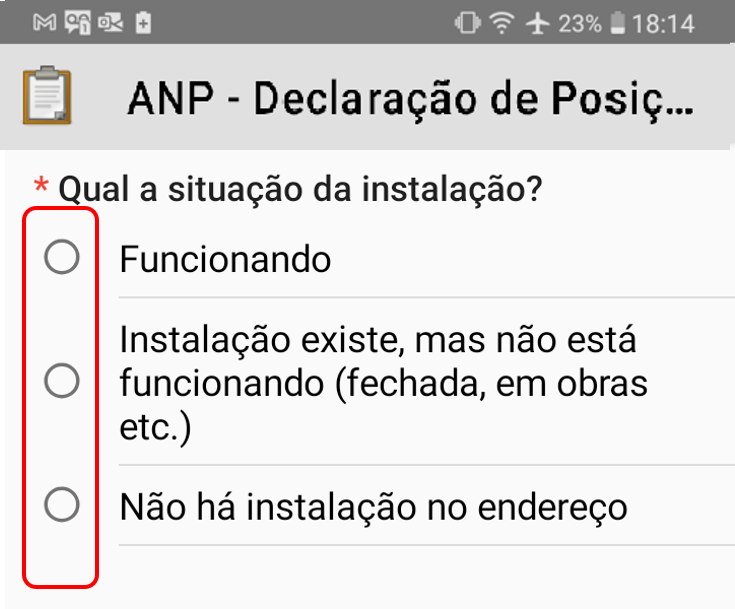 23% 18:14
ANP - Declaração de Posiç...
* Qual a situação da instalação?
Funcionando
Instalação existe, mas não está
funcionando (fechada, em obras
etc.)
Não há instalação no endereço